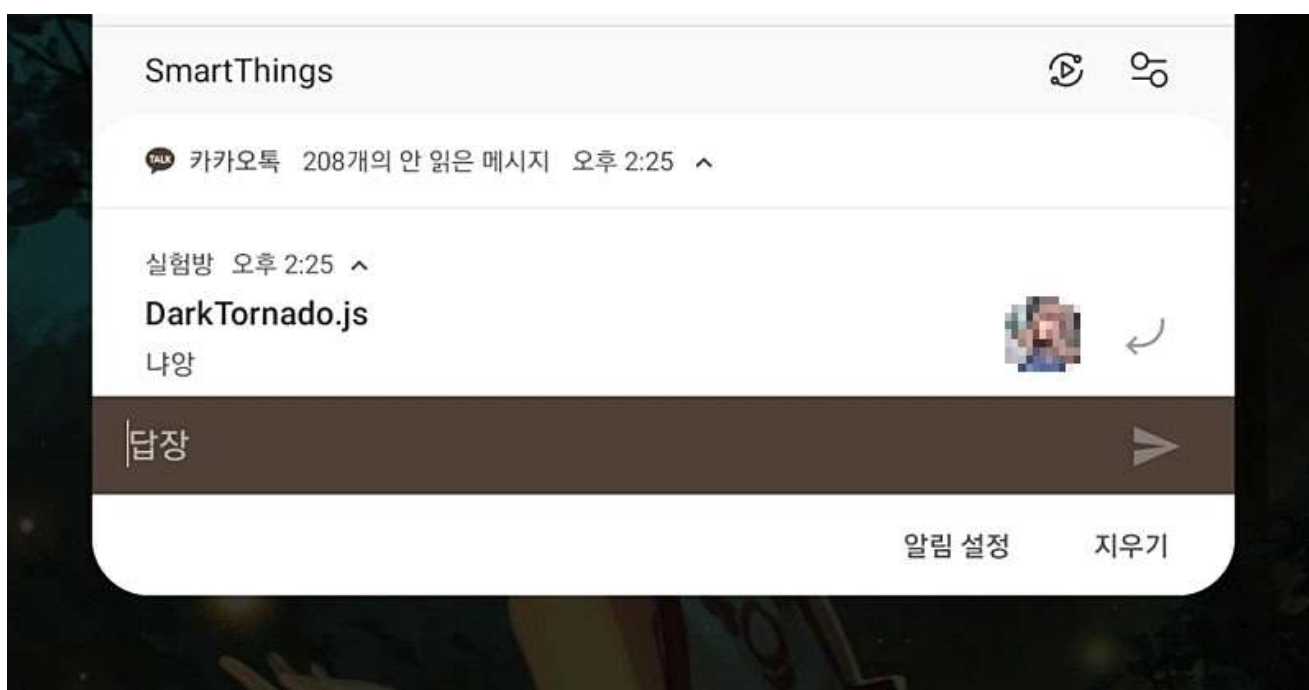 SmartThings
TALK 카카오톡 208개의 안 읽은 메시지 오후 2:25
실험방 오후 2:25
DarkTornado.js
냐앙
답장
알림 설정 지우기